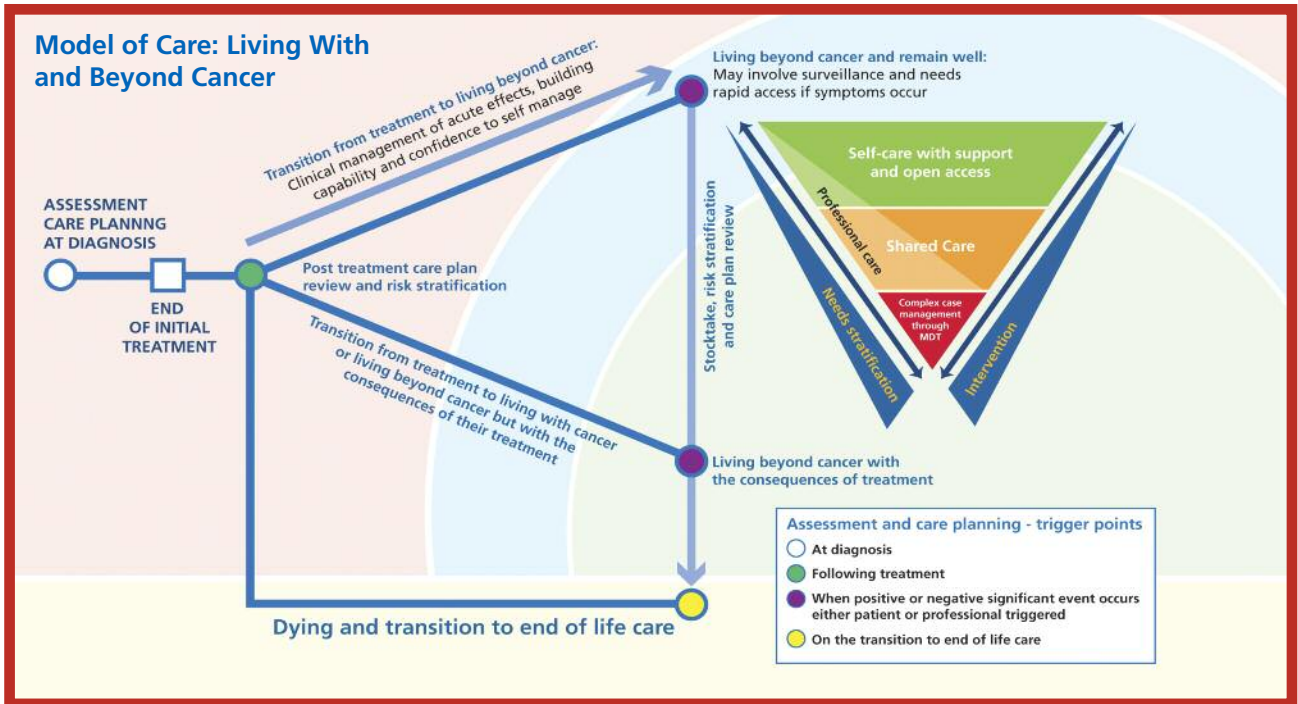 Model of Care: Living With
and Beyond Cancer
Transition from treatment to living beyond cancer:
Clinical management of acute effects, building
capability and confidence to self manage
Living beyond cancer and remain well:
May involve surveillance and needs
rapid access if symptoms occur
ASSESSMENT
CARE PLANNNG
AT DIAGNOSIS
END
OF INITIAL
TREATMENT
Post treatment care plan
review and risk stratification
Transition from treatment to living with cancer
or living beyond cancer but with the
consequences of their treatment
Stocktake, risk stratification
and care plan review
Self-care with support
and open access
Professional care
Shared Care
Complex case
management
through
MDT
Needs stratification
Intervention
Living beyond cancer with
the consequences of treatment
Assessment and care planning - trigger points
At diagnosis
Following treatment
When positive or negative significant event occurs
either patient or professional triggered
On the transition to end of life care
Dying and transition to end of life care